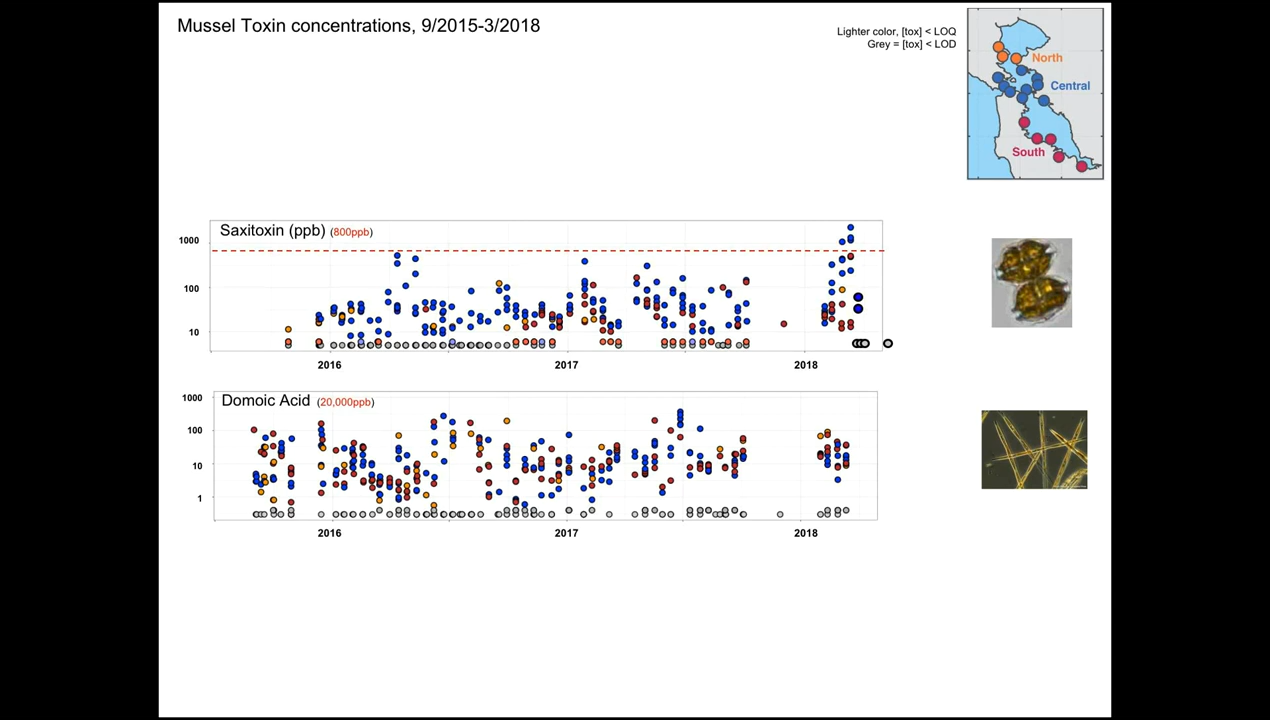 Mussel Toxin concentrations, 9/2015-3/2018
Lighter color, [tox] < LOQ
Grey = [tox] < LOD
North
Central
South
Saxitoxin (ppb) (800ppb)
1000
100
10
2016 2017 2018
Domoic Acid (20,000ppb)
1000
100
10
1
2016 2017 2018